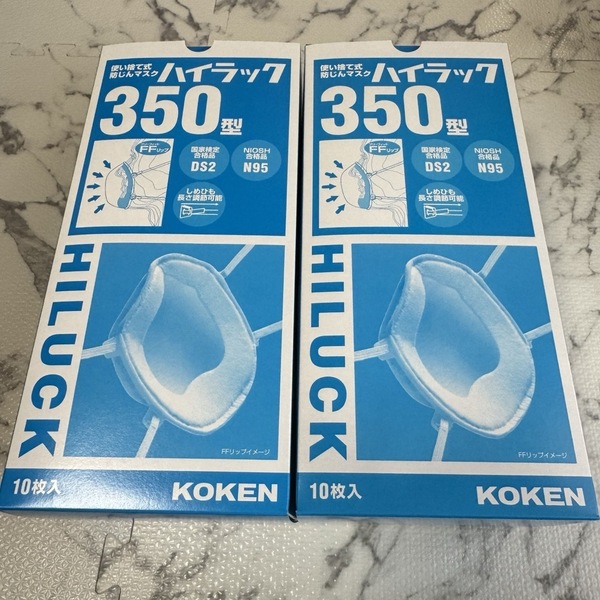 使い捨て式
防じんマスク
ハイラック
350型
FFリップ
国家検定
合格品
DS2
NIOSH
合格品
N95
しめひも
長さ調節可能
HILUCK
FFリップイメージ
10枚入
KOKEN
使い捨て式
防じんマスク
ハイラック
350型
FFリップ
国家検定
合格品
DS2
NIOSH
合格品
N95
しめひも
長さ調節可能
HILUCK
FFリップイメージ
10枚入
KOKEN